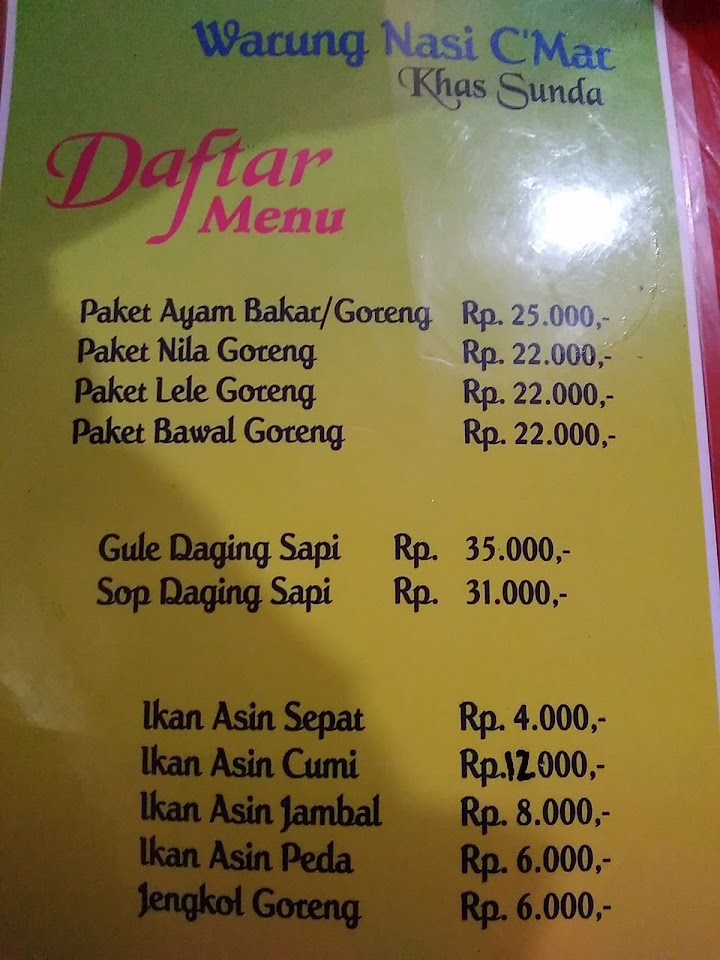 Warung Nasi C'Mar
Khas Sunda
Daftar
Menu
Paket Ayam Bakar/Goreng Rp. 25.000,-
Paket Nila Goreng Rp. 22.000,-
Paket Lele Goreng Rp. 22.000,-
Paket Bawal Goreng Rp. 22.000,-
Gule Daging Sapi Rp. 35.000,-
Sop Daging Sapi Rp. 31.000,-
Ikan Asin Sepat Rp. 4.000,-
Ikan Asin Cumi Rp.12000,-
Ikan Asin Jambal Rp. 8.000,-
Ikan Asin Peda Rp. 6.000,-
Jengkol Goreng Rp. 6.000,-